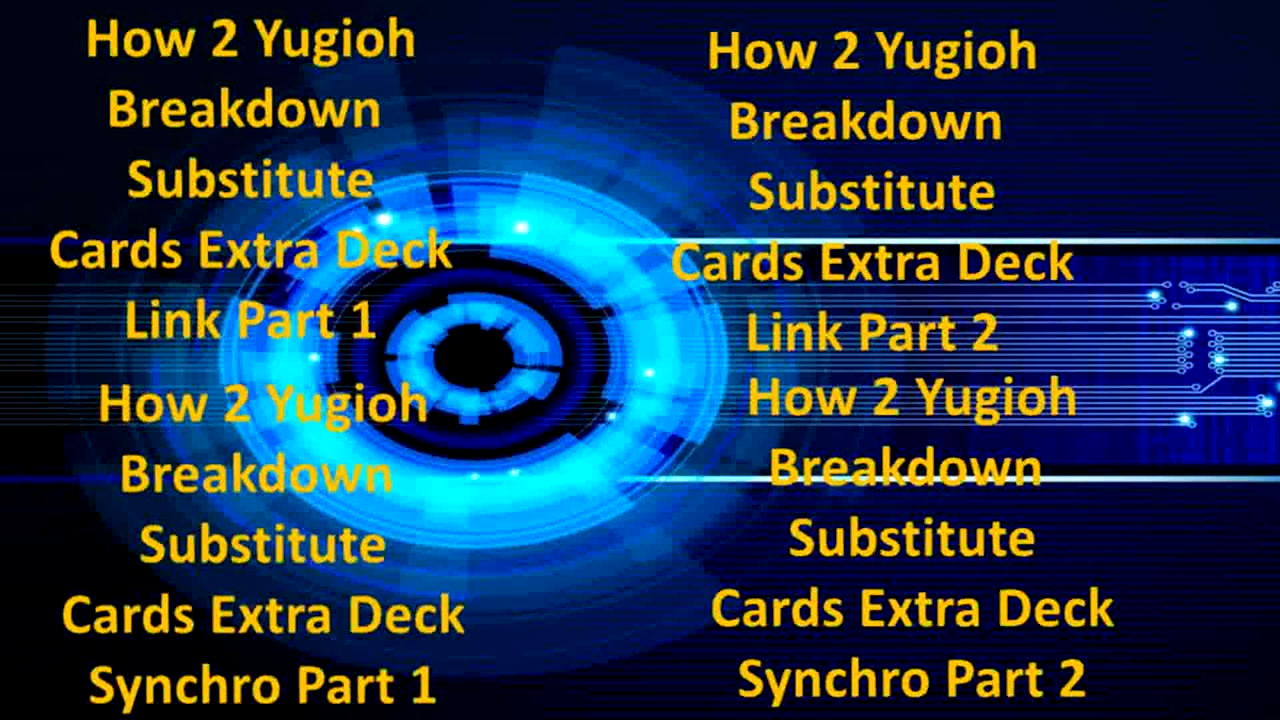 How 2 Yugioh
Breakdown
Substitute
Cards Extra Deck
Link Part 1
How 2 Yugioh
Breakdown
Substitute
Cards Extra Deck
Link Part 2
How 2 Yugioh
Breakdown
Substitute
Cards Extra Deck
Synchro Part 1
How 2 Yugioh
Breakdown
Substitute
Cards Extra Deck
Synchro Part 2